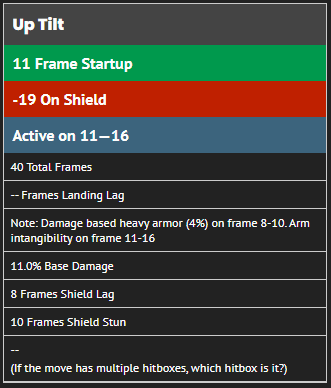 Up Tilt
11 Frame Startup
-19 On Shield
Active on 11—16
40 Total Frames
-- Frames Landing Lag
Note: Damage based heavy armor (4%) on frame 8-10. Arm
intangibility on frame 11-16
11.0% Base Damage
8 Frames Shield Lag
10 Frames Shield Stun
--
(If the move has multiple hitboxes, which hitbox is it?)